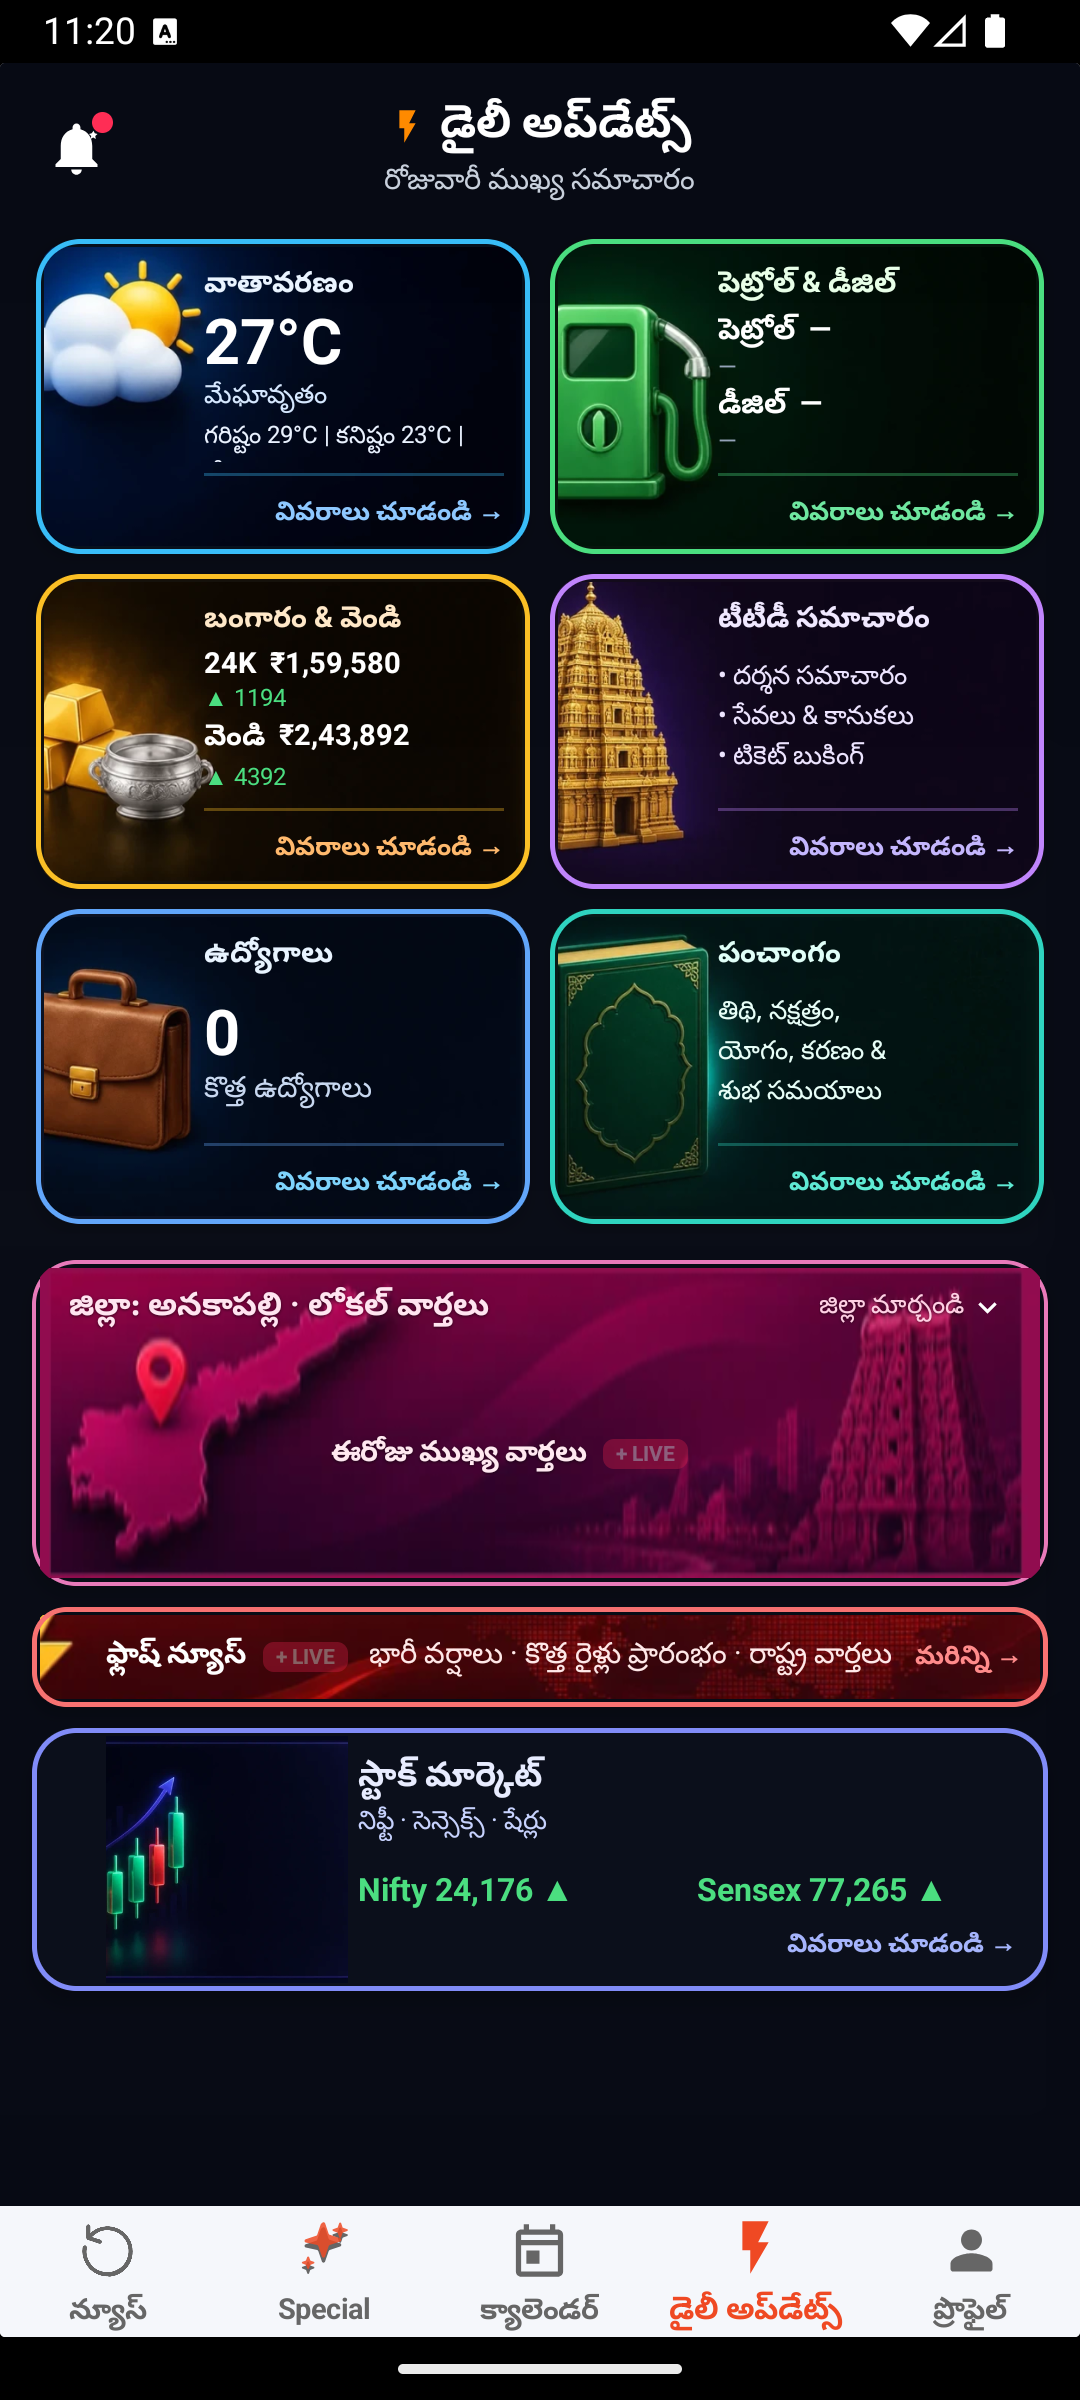 11:20
డైలీ అప్‌డేట్స్
రోజువారీ ముఖ్య సమాచారం
వాతావరణం
27°C
మేఘావృతం
గరిష్టం 29°C | కనిష్టం 23°C |
వివరాలు చూడండి →
పెట్రోల్ & డీజిల్
పెట్రోల్ –
–
డీజిల్ –
–
వివరాలు చూడండి →
బంగారం & వెండి
24K ₹1,59,580
▲ 1194
వెండి ₹2,43,892
▲ 4392
వివరాలు చూడండి →
టీటీడీ సమాచారం
• దర్శన సమాచారం
• సేవలు & కానుకలు
• టికెట్ బుకింగ్
వివరాలు చూడండి →
ఉద్యోగాలు
0
కొత్త ఉద్యోగాలు
వివరాలు చూడండి →
పంచాంగం
తిథి, నక్షత్రం,
యోగం, కరణం &
శుభ సమయాలు
వివరాలు చూడండి →
జిల్లా: అనకాపల్లి · లోకల్ వార్తలు
జిల్లా మార్చండి
ఈరోజు ముఖ్య వార్తలు + LIVE
ఫ్లాష్ న్యూస్ + LIVE భారీ వర్షాలు · కొత్త రైళ్లు ప్రారంభం · రాష్ట్ర వార్తలు మరిన్ని →
స్టాక్ మార్కెట్
నిఫ్టీ · సెన్సెక్స్ · షేర్లు
Nifty 24,176 ▲ Sensex 77,265 ▲
వివరాలు చూడండి →
న్యూస్ Special క్యాలెండర్ డైలీ అప్‌డేట్స్ ప్రొఫైల్